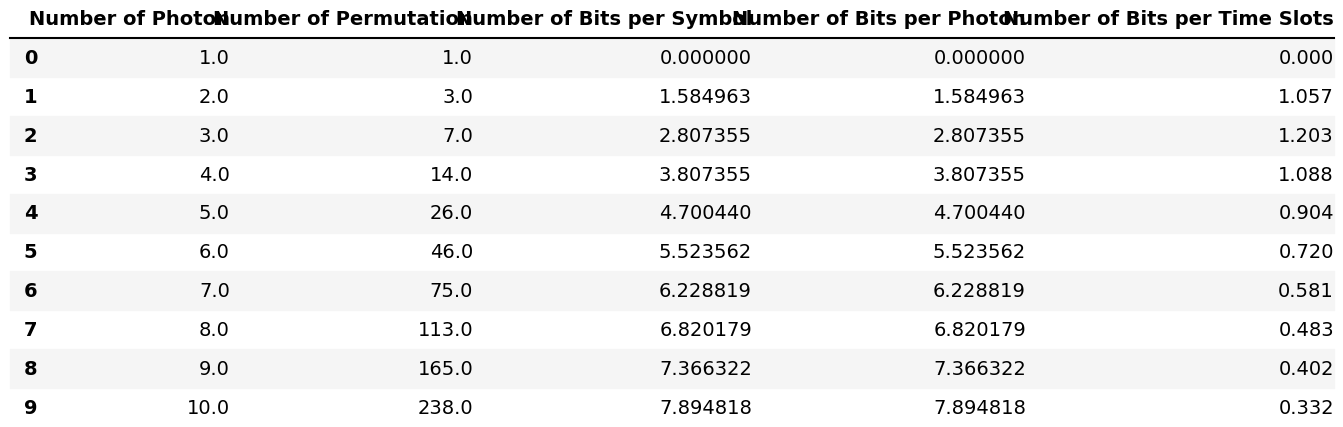 Number of Photon Number of Permutation Number of Bits per Symbol Number of Bits per Photon Number of Bits per Time Slots
0 1.0 1.0 0.000000 0.000000 0.000
1 2.0 3.0 1.584963 1.584963 1.057
2 3.0 7.0 2.807355 2.807355 1.203
3 4.0 14.0 3.807355 3.807355 1.088
4 5.0 26.0 4.700440 4.700440 0.904
5 6.0 46.0 5.523562 5.523562 0.720
6 7.0 75.0 6.228819 6.228819 0.581
7 8.0 113.0 6.820179 6.820179 0.483
8 9.0 165.0 7.366322 7.366322 0.402
9 10.0 238.0 7.894818 7.894818 0.332